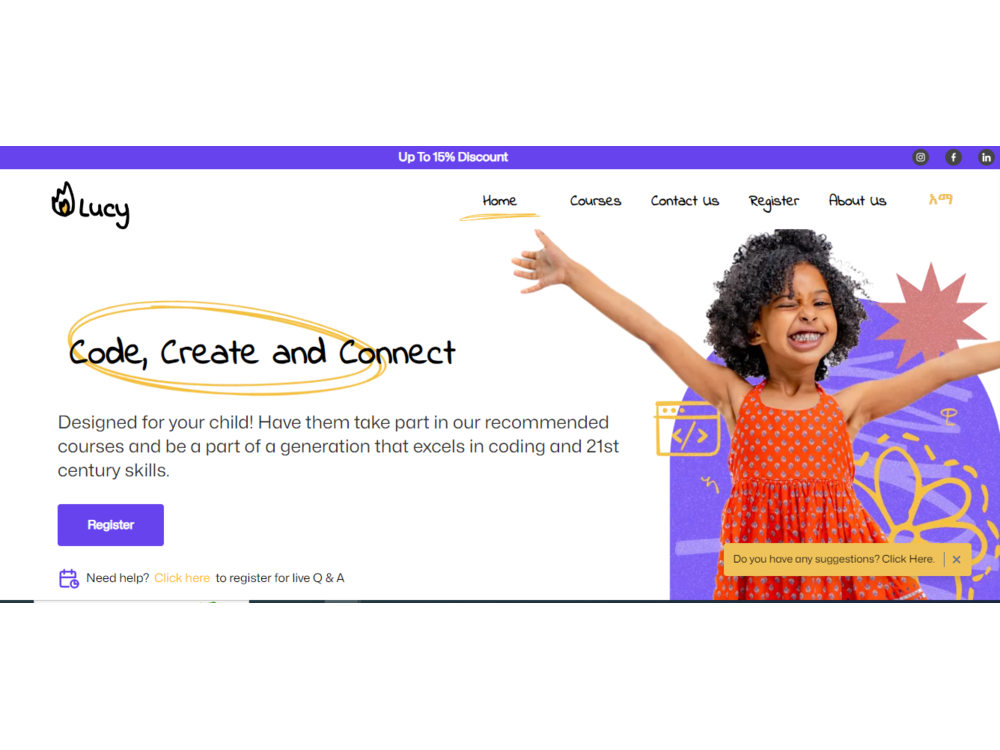 Up To 15% Discount
Lucy
Home
Courses
Contact Us
Register
About Us
አማ
Code, Create and Connect
Designed for your child! Have them take part in our recommended
courses and be a part of a generation that excels in coding and 21st
century skills.
</>
Register
Do you have any suggestions? Click Here.
Need help? Click here to register for live Q & A